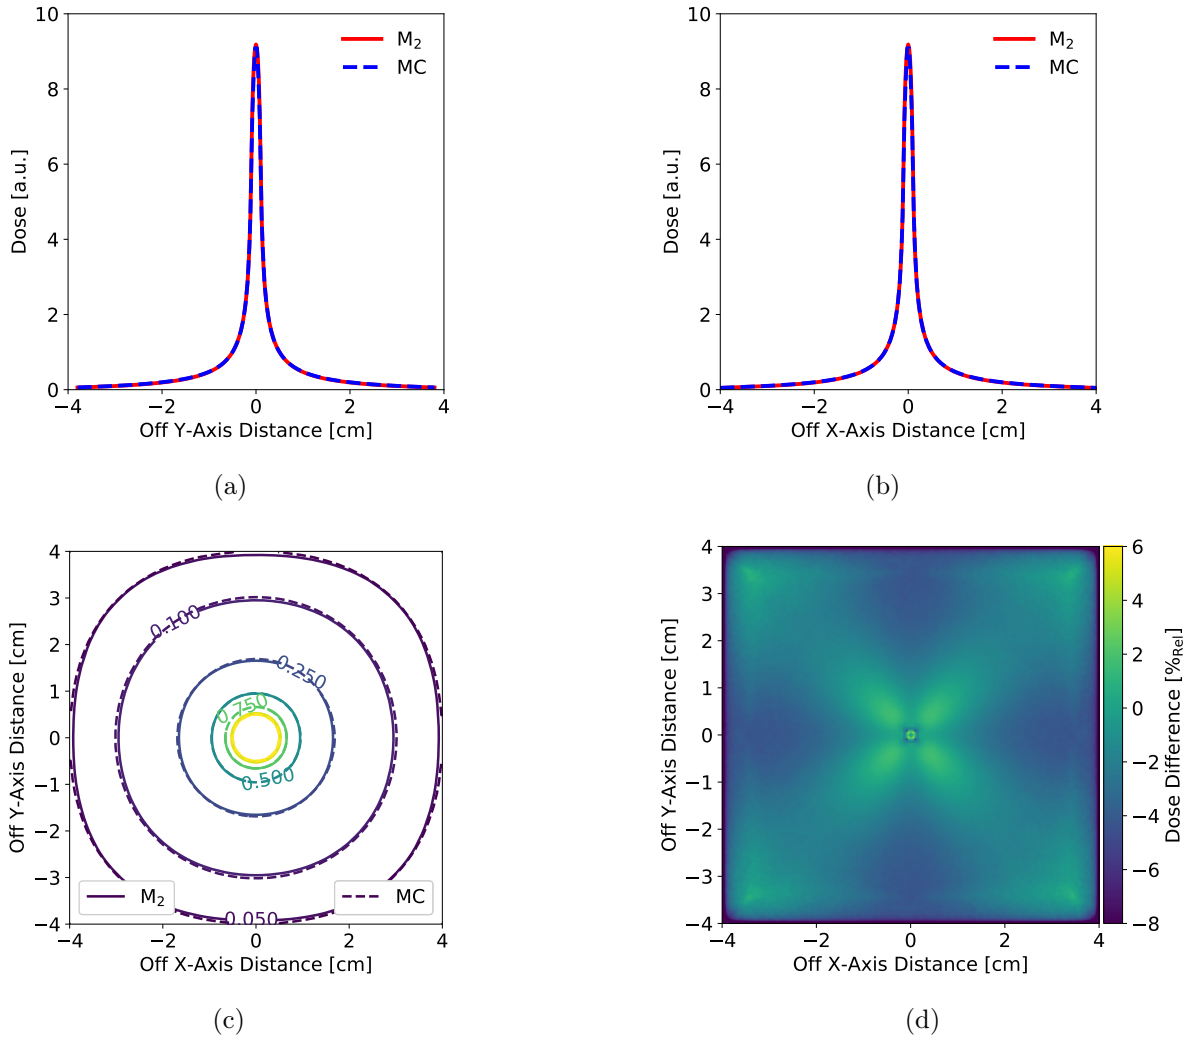 10
8
6
4
2
0
Dose [a.u.]
M2
MC
−4 −2 0 2 4
Off Y-Axis Distance [cm]
(a)
10
8
6
4
2
0
Dose [a.u.]
M2
MC
−4 −2 0 2 4
Off X-Axis Distance [cm]
(b)
4
3
2
1
0
−1
−2
−3
−4
Off Y-Axis Distance [cm]
0.100
0.250
0.750
0.500
0.050
M2
MC
−4 −2 0 2 4
Off X-Axis Distance [cm]
(c)
4
3
2
1
0
−1
−2
−3
−4
Off Y-Axis Distance [cm]
−4 −2 0 2 4
Off X-Axis Distance [cm]
6
4
2
0
−2
−4
−6
−8
Dose Difference [%Rel.]
(d)